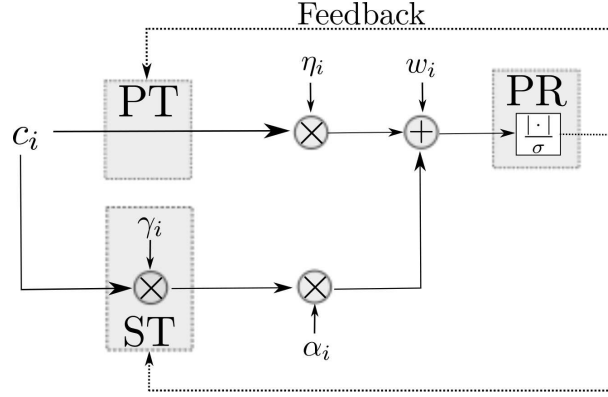 Feedback
η_i
w_i
PT
PR
c_i
|·|
σ
γ_i
ST
α_i